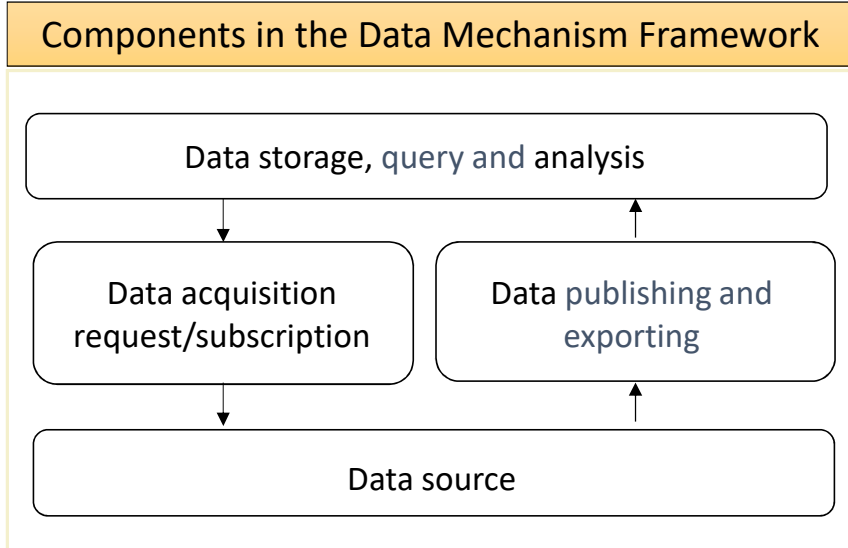 Components in the Data Mechanism Framework
Data storage, query and analysis
Data acquisition
request/subscription
Data publishing and
exporting
Data source